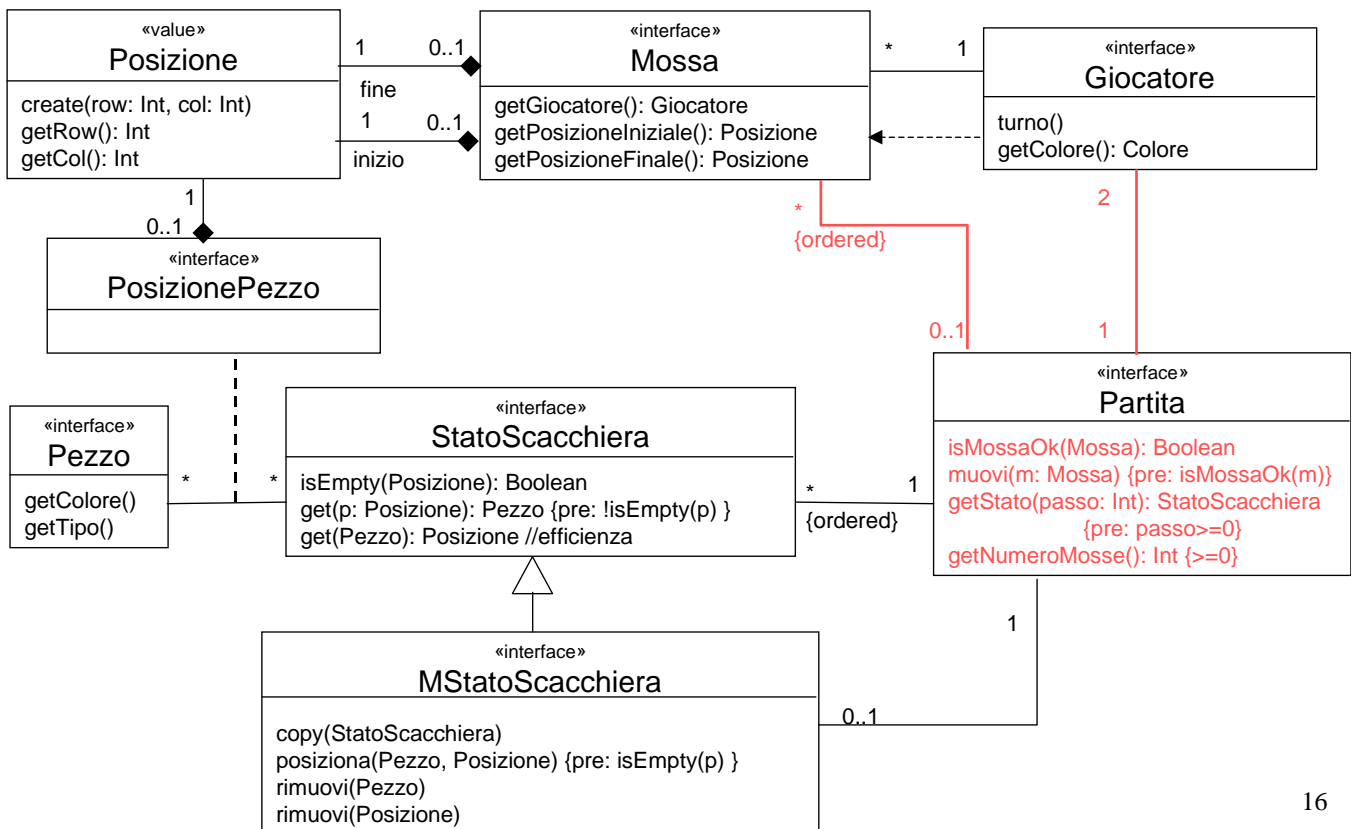 «value»
Posizione
create(row: Int, col: Int)
getRow(): Int
getCol(): Int
1
0..1
fine
1
0..1
inizio
«interface»
Mossa
getGiocatore(): Giocatore
getPosizioneIniziale(): Posizione
getPosizioneFinale(): Posizione
*
1
«interface»
Giocatore
turno()
getColore(): Colore
1
0..1
*
{ordered}
2
«interface»
PosizionePezzo
0..1
1
«interface»
Pezzo
getColore()
getTipo()
*
*
«interface»
StatoScacchiera
isEmpty(Posizione): Boolean
get(p: Posizione): Pezzo {pre: !isEmpty(p) }
get(Pezzo): Posizione //efficienza
*
1
{ordered}
«interface»
Partita
isMossaOk(Mossa): Boolean
muovi(m: Mossa) {pre: isMossaOk(m)}
getStato(passo: Int): StatoScacchiera
{pre: passo>=0}
getNumeroMosse(): Int {>=0}
1
0..1
«interface»
MStatoScacchiera
copy(StatoScacchiera)
posiziona(Pezzo, Posizione) {pre: isEmpty(p) }
rimuovi(Pezzo)
rimuovi(Posizione)
16